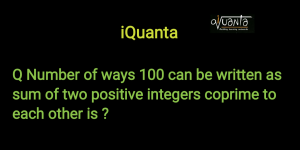 iQuanta
Q Number of ways 100 can be written as
sum of two positive integers coprime to
each other is ?